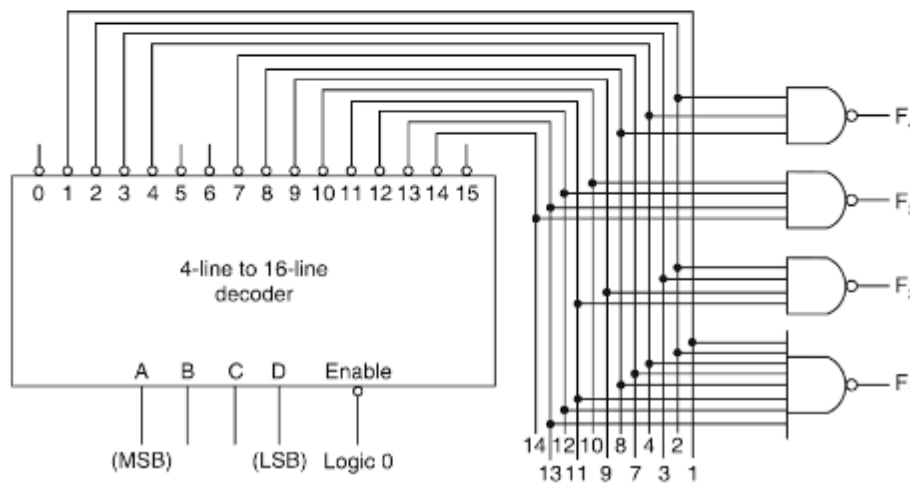 F
0 1 2 3 4 5 6 7 8 9 10 11 12 13 14 15
F
4-line to 16-line
decoder
F
A B C D Enable
F
(MSB) (LSB) Logic 0
14 12 10 8 4 2
13 11 9 7 3 1